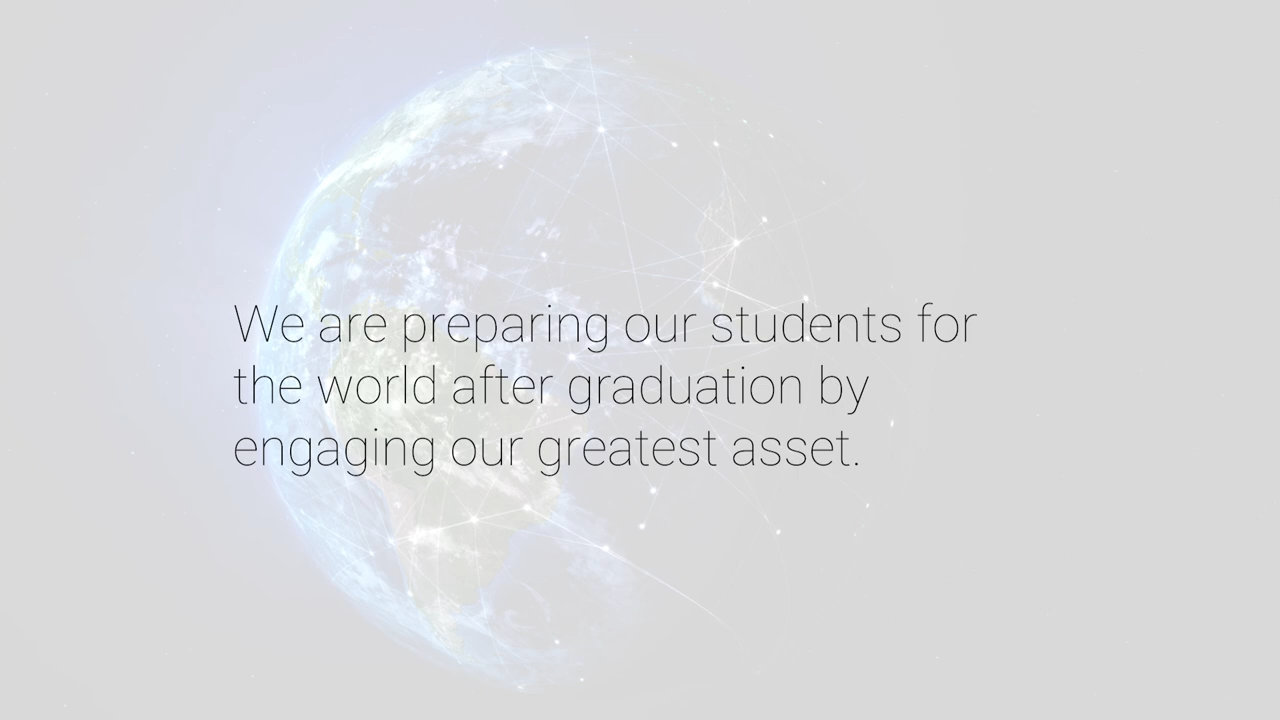 We are preparing our students for
the world after graduation by
engaging our greatest asset.